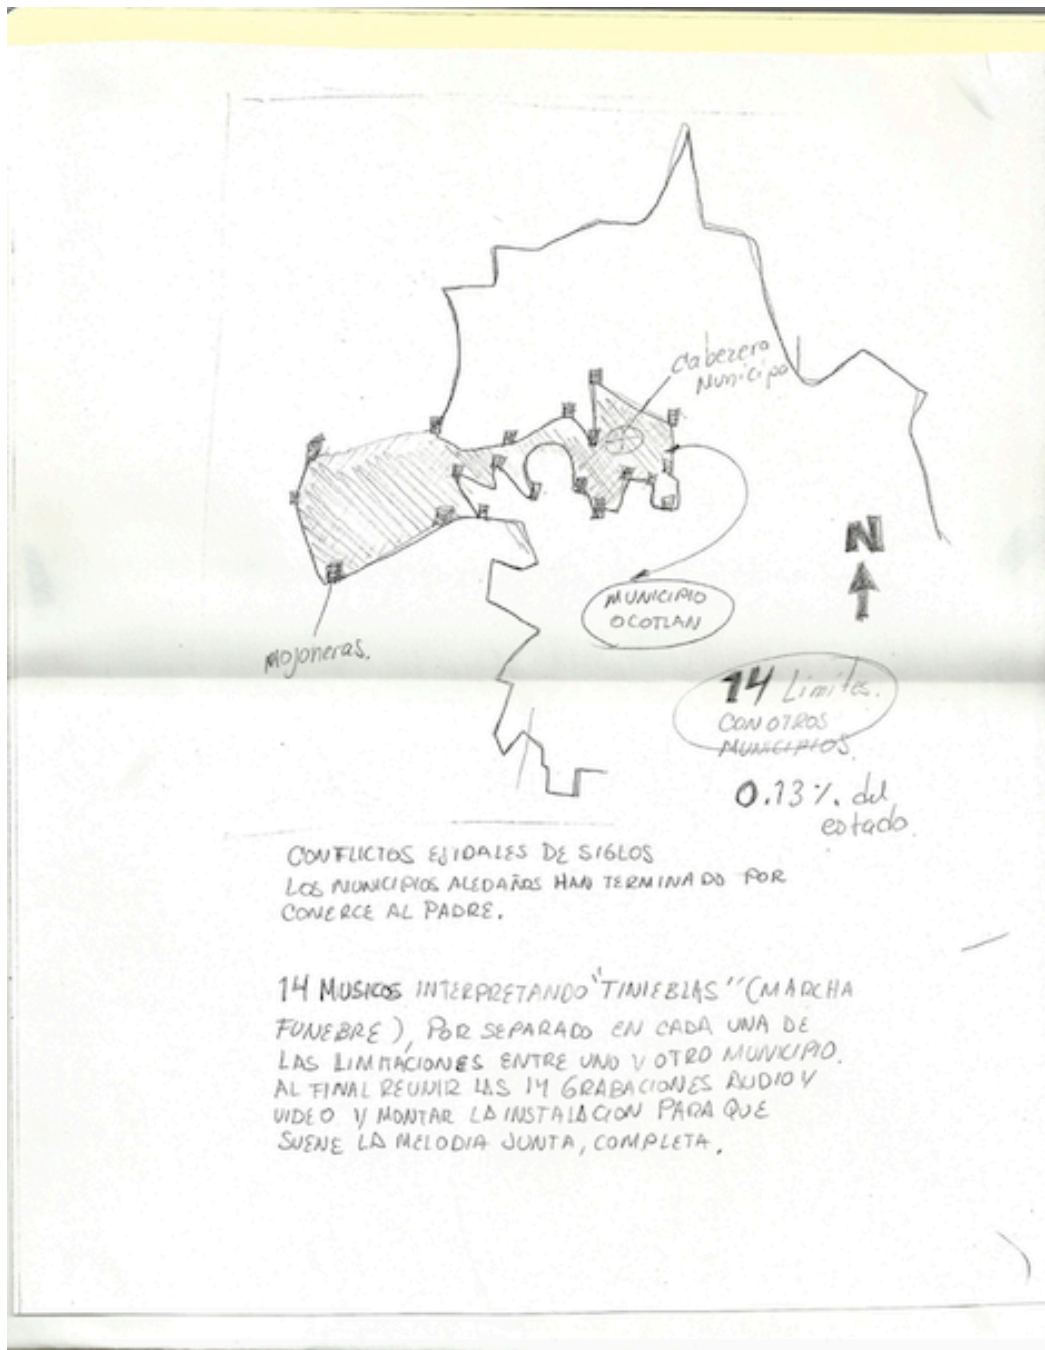 Cabezera
Municipo
N
MUNICIPIO
OCOTLAN
Mojoneras.
14 Limites.
CON OTROS
MUNICIPIOS.
0.13%. del
estado
CONFLICTOS EJIDALES DE SIGLOS
LOS MUNICIPIOS ALEDAÑOS HAN TERMINADO POR
COMERCE AL PADRE.
14 MUSICOS INTERPRETANDO "TINIEBLAS" (MARCHA
FUNEBRE), POR SEPARADO EN CADA UNA DE
LAS LIMITACIONES ENTRE UNO Y OTRO MUNICIPIO.
AL FINAL REUNIR LAS 14 GRABACIONES AUDIO Y
VIDEO Y MONTAR LA INSTALACION PARA QUE
SUENE LA MELODIA JUNTA, COMPLETA.